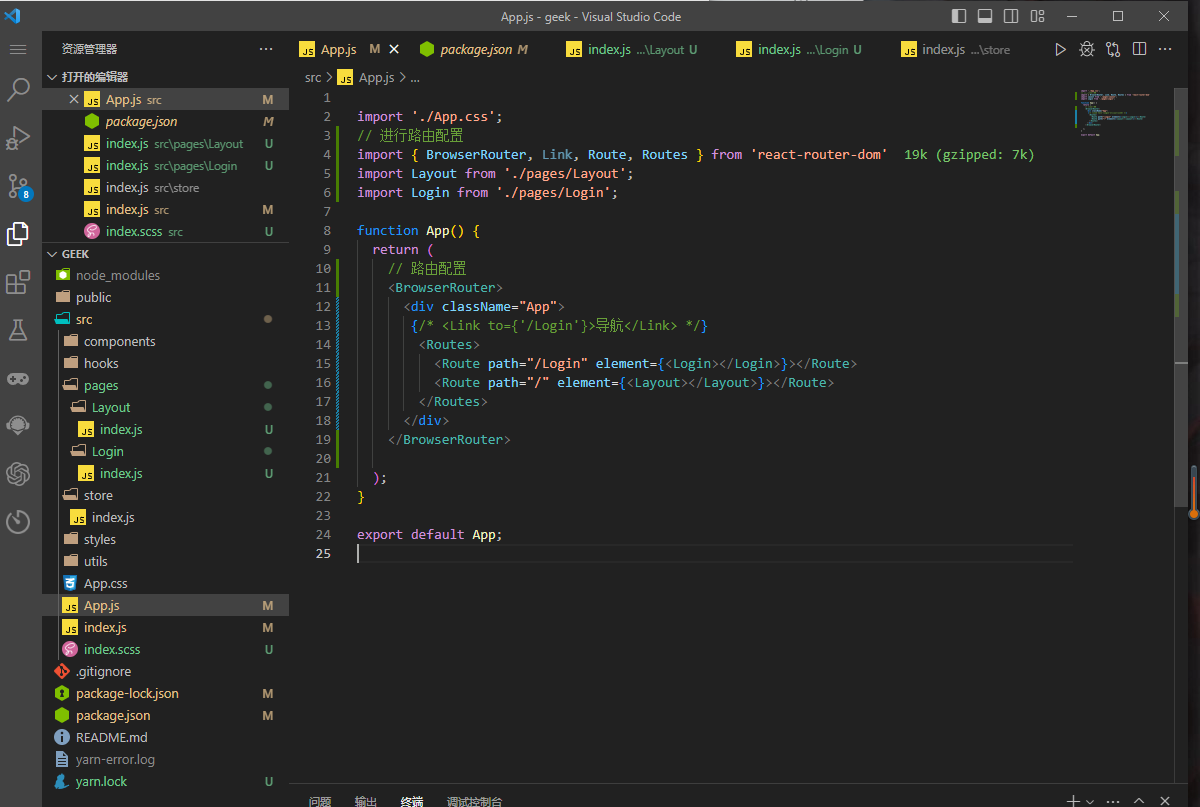 App.js - geek - Visual Studio Code
资源管理器
打开的编辑器
App.js src M
package.json M
index.js src\pages\Layout U
index.js src\pages\Login U
index.js src\store
index.js src M
index.scss src U
GEEK
node_modules
public
src
components
hooks
pages
Layout
index.js U
Login
index.js U
store
index.js
styles
utils
App.css
App.js M
index.js M
index.scss U
.gitignore
package-lock.json M
package.json M
README.md
yarn-error.log
yarn.lock U
8
App.js M
package.json M
index.js ...\Layout U
index.js ...\Login U
index.js ...\store
src > App.js > ...
1
2 import './App.css';
3 // 进行路由配置
4 import { BrowserRouter, Link, Route, Routes } from 'react-router-dom' 19k (gzipped: 7k)
5 import Layout from './pages/Layout';
6 import Login from './pages/Login';
7
8 function App() {
9 return (
10 // 路由配置
11 <BrowserRouter>
12 <div className="App">
13 {/* <Link to={'/Login'}>导航</Link> */}
14 <Routes>
15 <Route path="/Login" element={<Login></Login>}></Route>
16 <Route path="/" element={<Layout></Layout>}></Route>
17 </Routes>
18 </div>
19 </BrowserRouter>
20
21 );
22 }
23
24 export default App;
25
问题 输出 终端 调试控制台